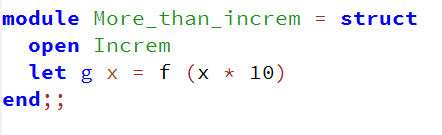 module More_than_increm = struct
  open Increm
  let g x = f (x * 10)
end;;